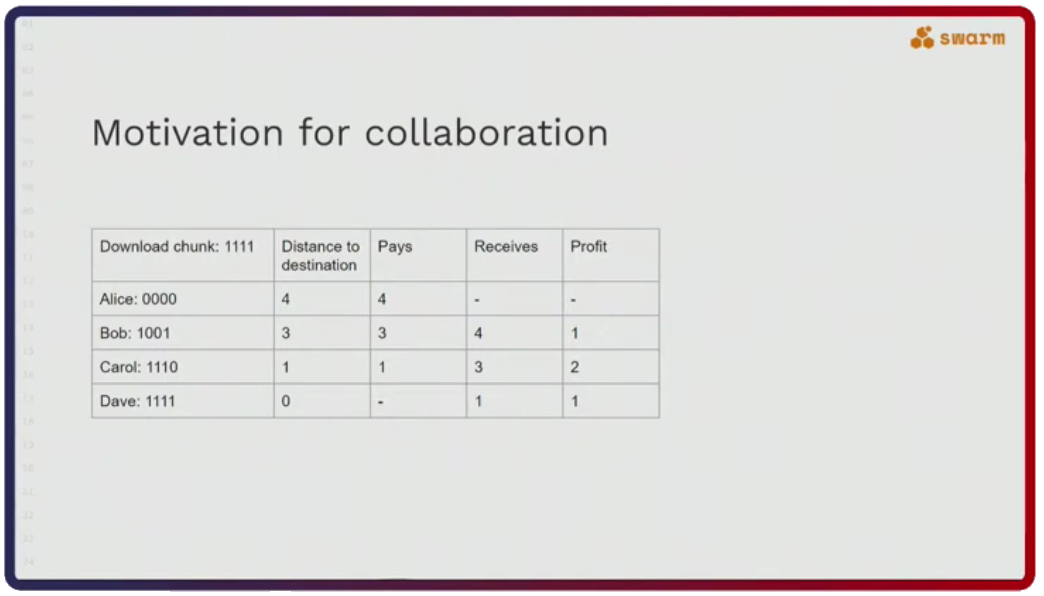 swarm
Motivation for collaboration
Download chunk: 1111 Distance to destination Pays Receives Profit
Alice: 0000 4 4 - -
Bob: 1001 3 3 4 1
Carol: 1110 1 1 3 2
Dave: 1111 0 - 1 1